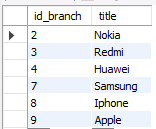 id_branch title
2 Nokia
3 Redmi
4 Huawei
7 Samsung
8 Iphone
9 Apple